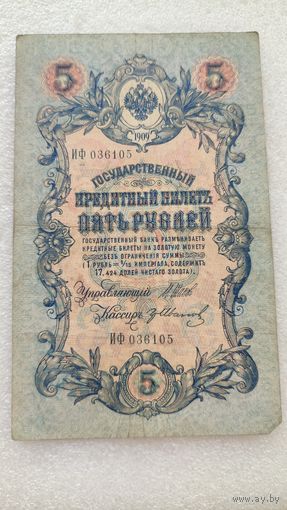 5 5
1909
ИФ 036105
ГОСУДАРСТВЕННЫЙ
КРЕДИТНЫЙ БИЛЕТЪ
ПЯТЬ РУБЛЕЙ
ГОСУДАРСТВЕННЫЙ БАНКЪ РАЗМѢНИВАЕТЪ
КРЕДИТНЫЕ БИЛЕТЫ НА ЗОЛОТУЮ МОНЕТУ
БЕЗЪ ОГРАНИЧЕНІЯ СУММЫ
(1 РУБЛЬ = 1/15 ИМПЕРІАЛА, СОДЕРЖИТЪ
17,424 ДОЛЕЙ ЧИСТАГО ЗОЛОТА).
Управляющій
Кассиръ
ИФ 036105
5
ay.by